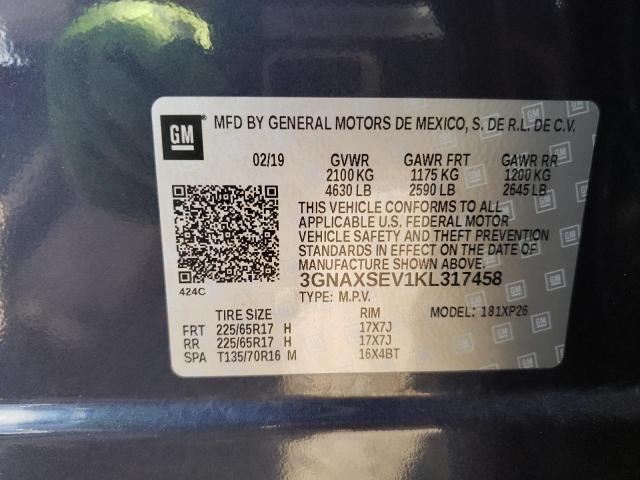 GM
MFD BY GENERAL MOTORS DE MEXICO, S. DE R.L. DE C.V.
02/19 GVWR GAWR FRT GAWR RR
2100 KG 1175 KG 1200 KG
4630 LB 2590 LB 2645 LB
THIS VEHICLE CONFORMS TO ALL
APPLICABLE U.S. FEDERAL MOTOR
VEHICLE SAFETY AND THEFT PREVENTION
STANDARDS IN EFFECT ON THE DATE OF
MANUFACTURE SHOWN ABOVE.
424C
3GNAXSEV1KL317458
TYPE: M.P.V. MODEL: 181XP26
TIRE SIZE RIM
FRT 225/65R17 H 17X7J
RR 225/65R17 H 17X7J
SPA T135/70R16 M 16X4BT